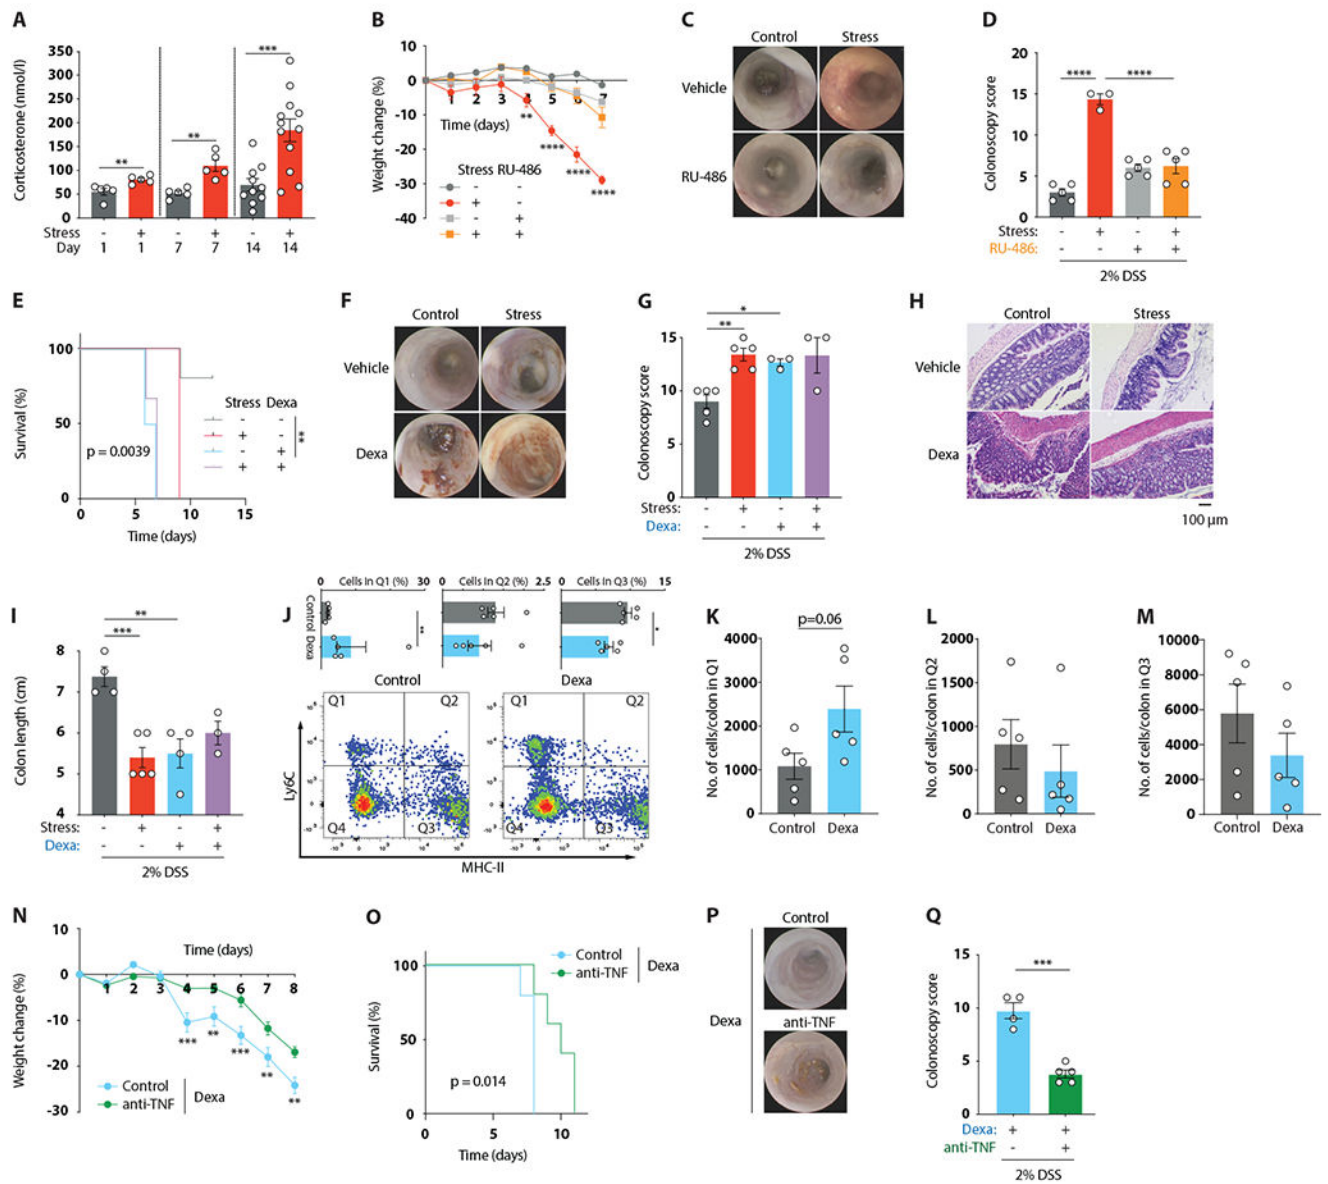 A
Corticosterone (nmol/l)
350
300
250
200
150
100
50
0
** ** ***
Stress - + - + - +
Day 1 1 7 7 14 14
B
Weight change (%)
10
0
-10
-20
-30
-40
1 2 3 4 5 6 7
Time (days)
** **** **** ****
Stress RU-486
- -
+ -
- +
+ +
C
Control Stress
Vehicle
RU-486
D
Colonoscopy score
20
15
10
5
0
**** ****
Stress: - + - +
RU-486: - - + +
2% DSS
E
Survival (%)
100
50
0
0 5 10 15
Time (days)
p = 0.0039
Stress Dexa
- -
+ -
- +
+ +
**
F
Control Stress
Vehicle
Dexa
G
Colonoscopy score
15
10
5
0
*
**
Stress: - + - +
Dexa: - - + +
2% DSS
H
Control Stress
Vehicle
Dexa
100 µm
I
Colon length (cm)
8
7
6
5
4
**
***
Stress: - + - +
Dexa: - - + +
2% DSS
J
0 Cells In Q1 (%) 30
0 Cells In Q2 (%) 2.5
0 Cells In Q3 (%) 15
Control
Dexa
**
*
Control Dexa
Q1 Q2 Q1 Q2
Q4 Q3 Q4 Q3
Ly6C
MHC-II
K
No. of cells/colon in Q1
4000
3000
2000
1000
0
p=0.06
Control Dexa
L
No. of cells/colon in Q2
2000
1500
1000
500
0
Control Dexa
M
No. of cells/colon in Q3
10000
8000
6000
4000
2000
0
Control Dexa
N
Weight change (%)
10
0
-10
-20
-30
Time (days)
1 2 3 4 5 6 7 8
*** ** *** ** **
Control
anti-TNF
Dexa
O
Survival (%)
100
50
0
0 5 10
Time (days)
p = 0.014
Control
anti-TNF
Dexa
P
Control
Dexa
anti-TNF
Q
Colonoscopy score
15
10
5
0
***
Dexa: + +
anti-TNF: - +
2% DSS